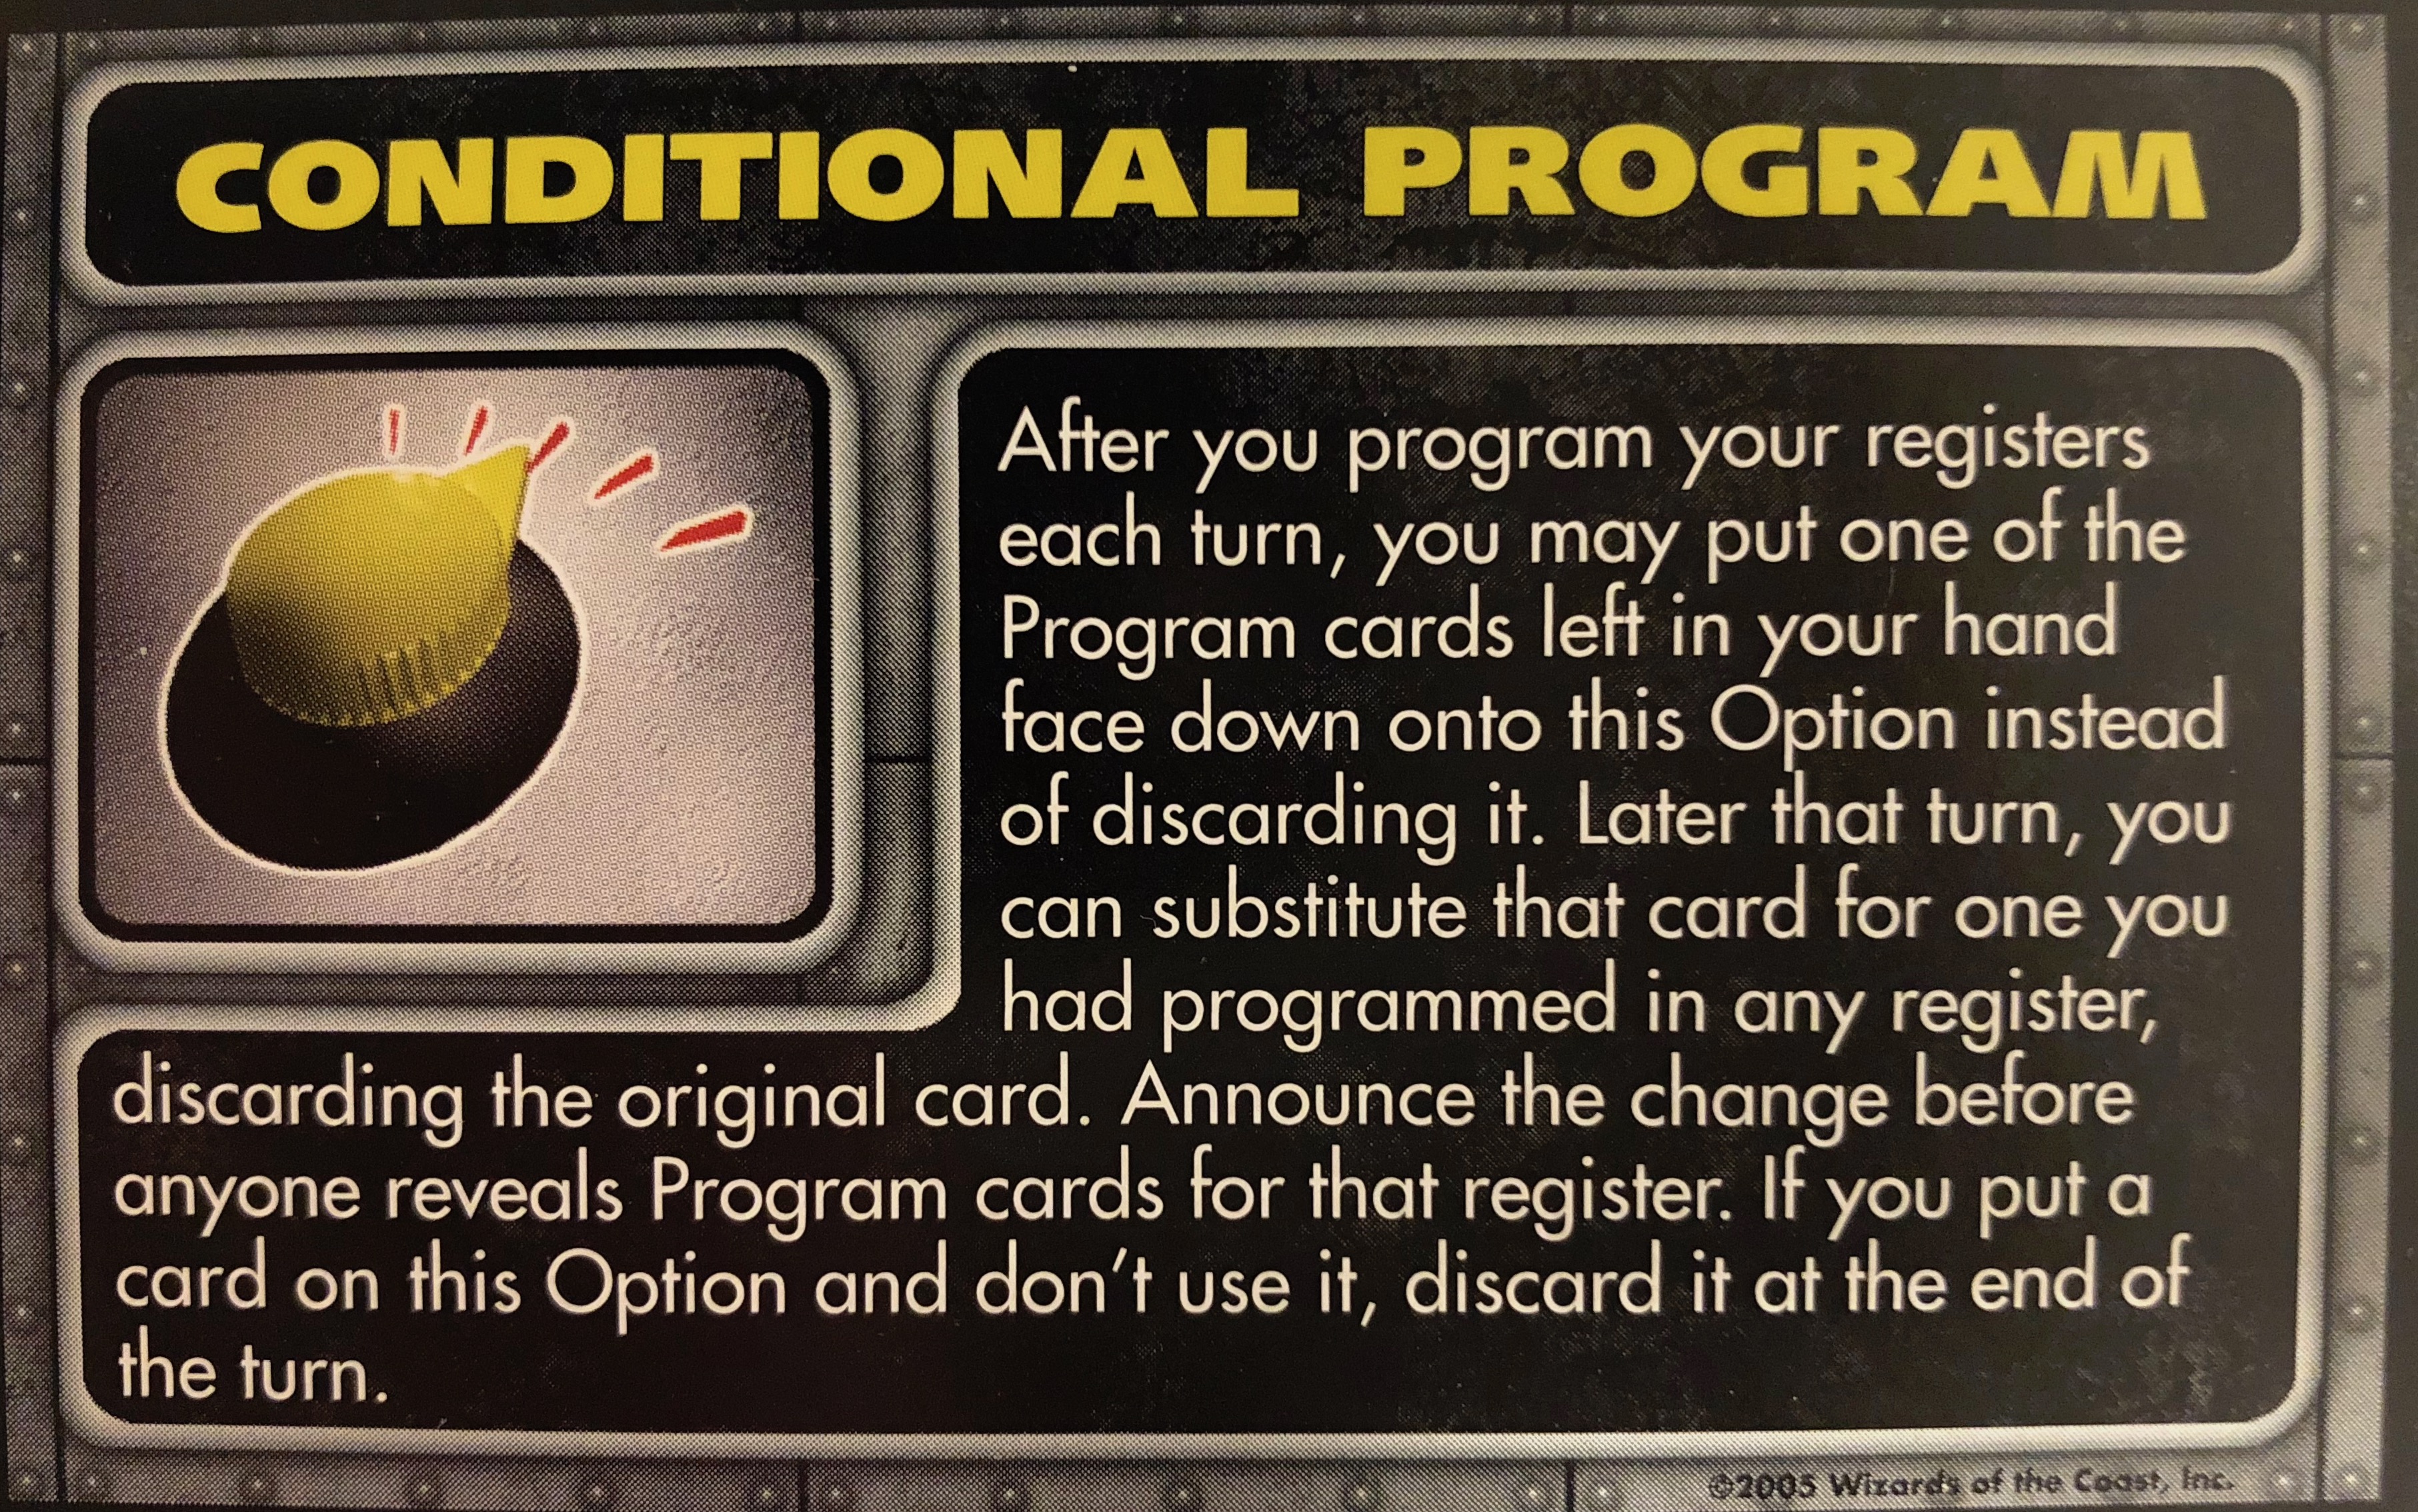 CONDITIONAL PROGRAM
After you program your registers
each turn, you may put one of the
Program cards left in your hand
face down onto this Option instead
of discarding it. Later that turn, you
can substitute that card for one you
had programmed in any register,
discarding the original card. Announce the change before
anyone reveals Program cards for that register. If you put a
card on this Option and don't use it, discard it at the end of
the turn.
©2005 Wizards of the Coast, Inc.